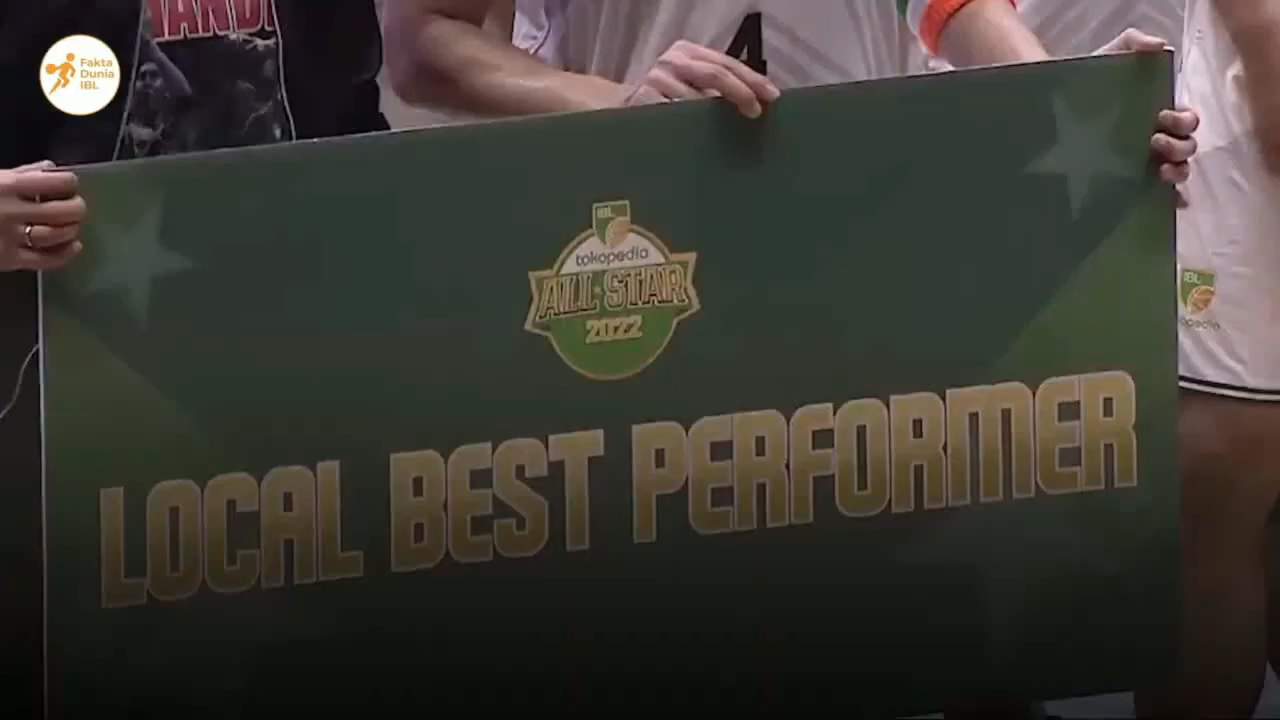 Fakta
Dunia
IBL
4
IBL
tokopedia
ALL STAR
2022
IBL
LOCAL BEST PERFORMER